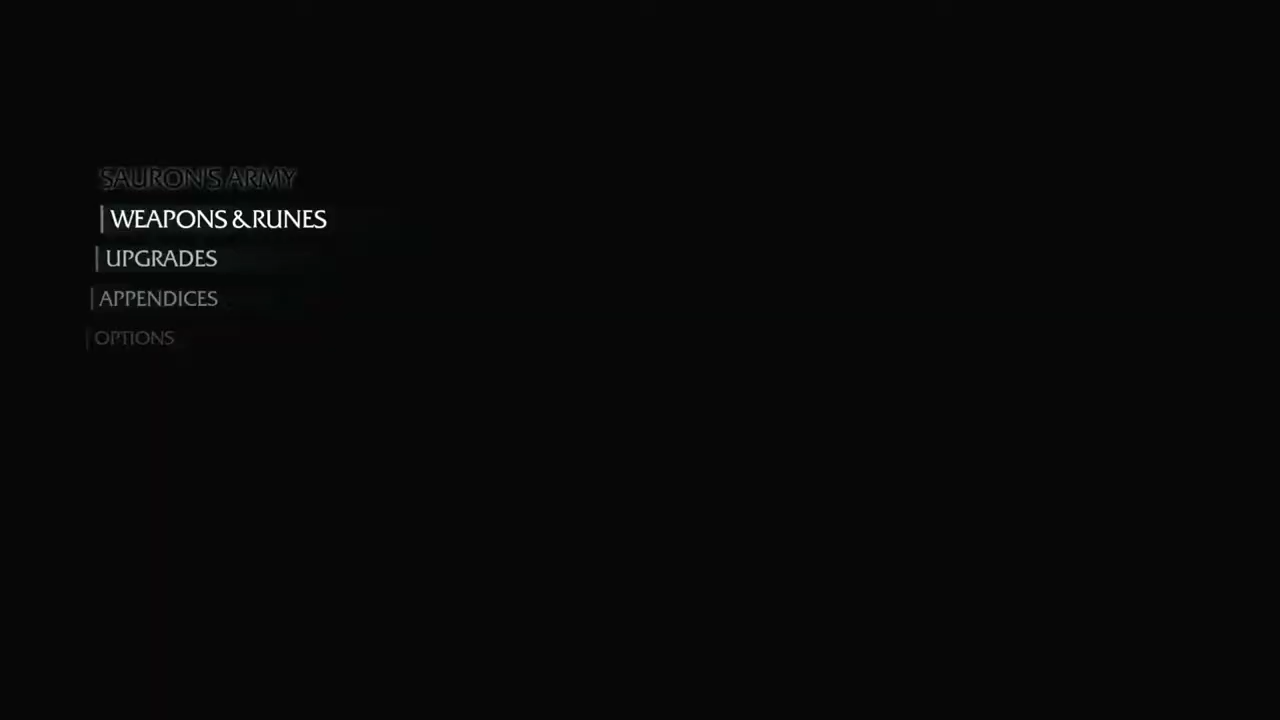 SAURON'S ARMY
WEAPONS & RUNES
UPGRADES
APPENDICES
OPTIONS